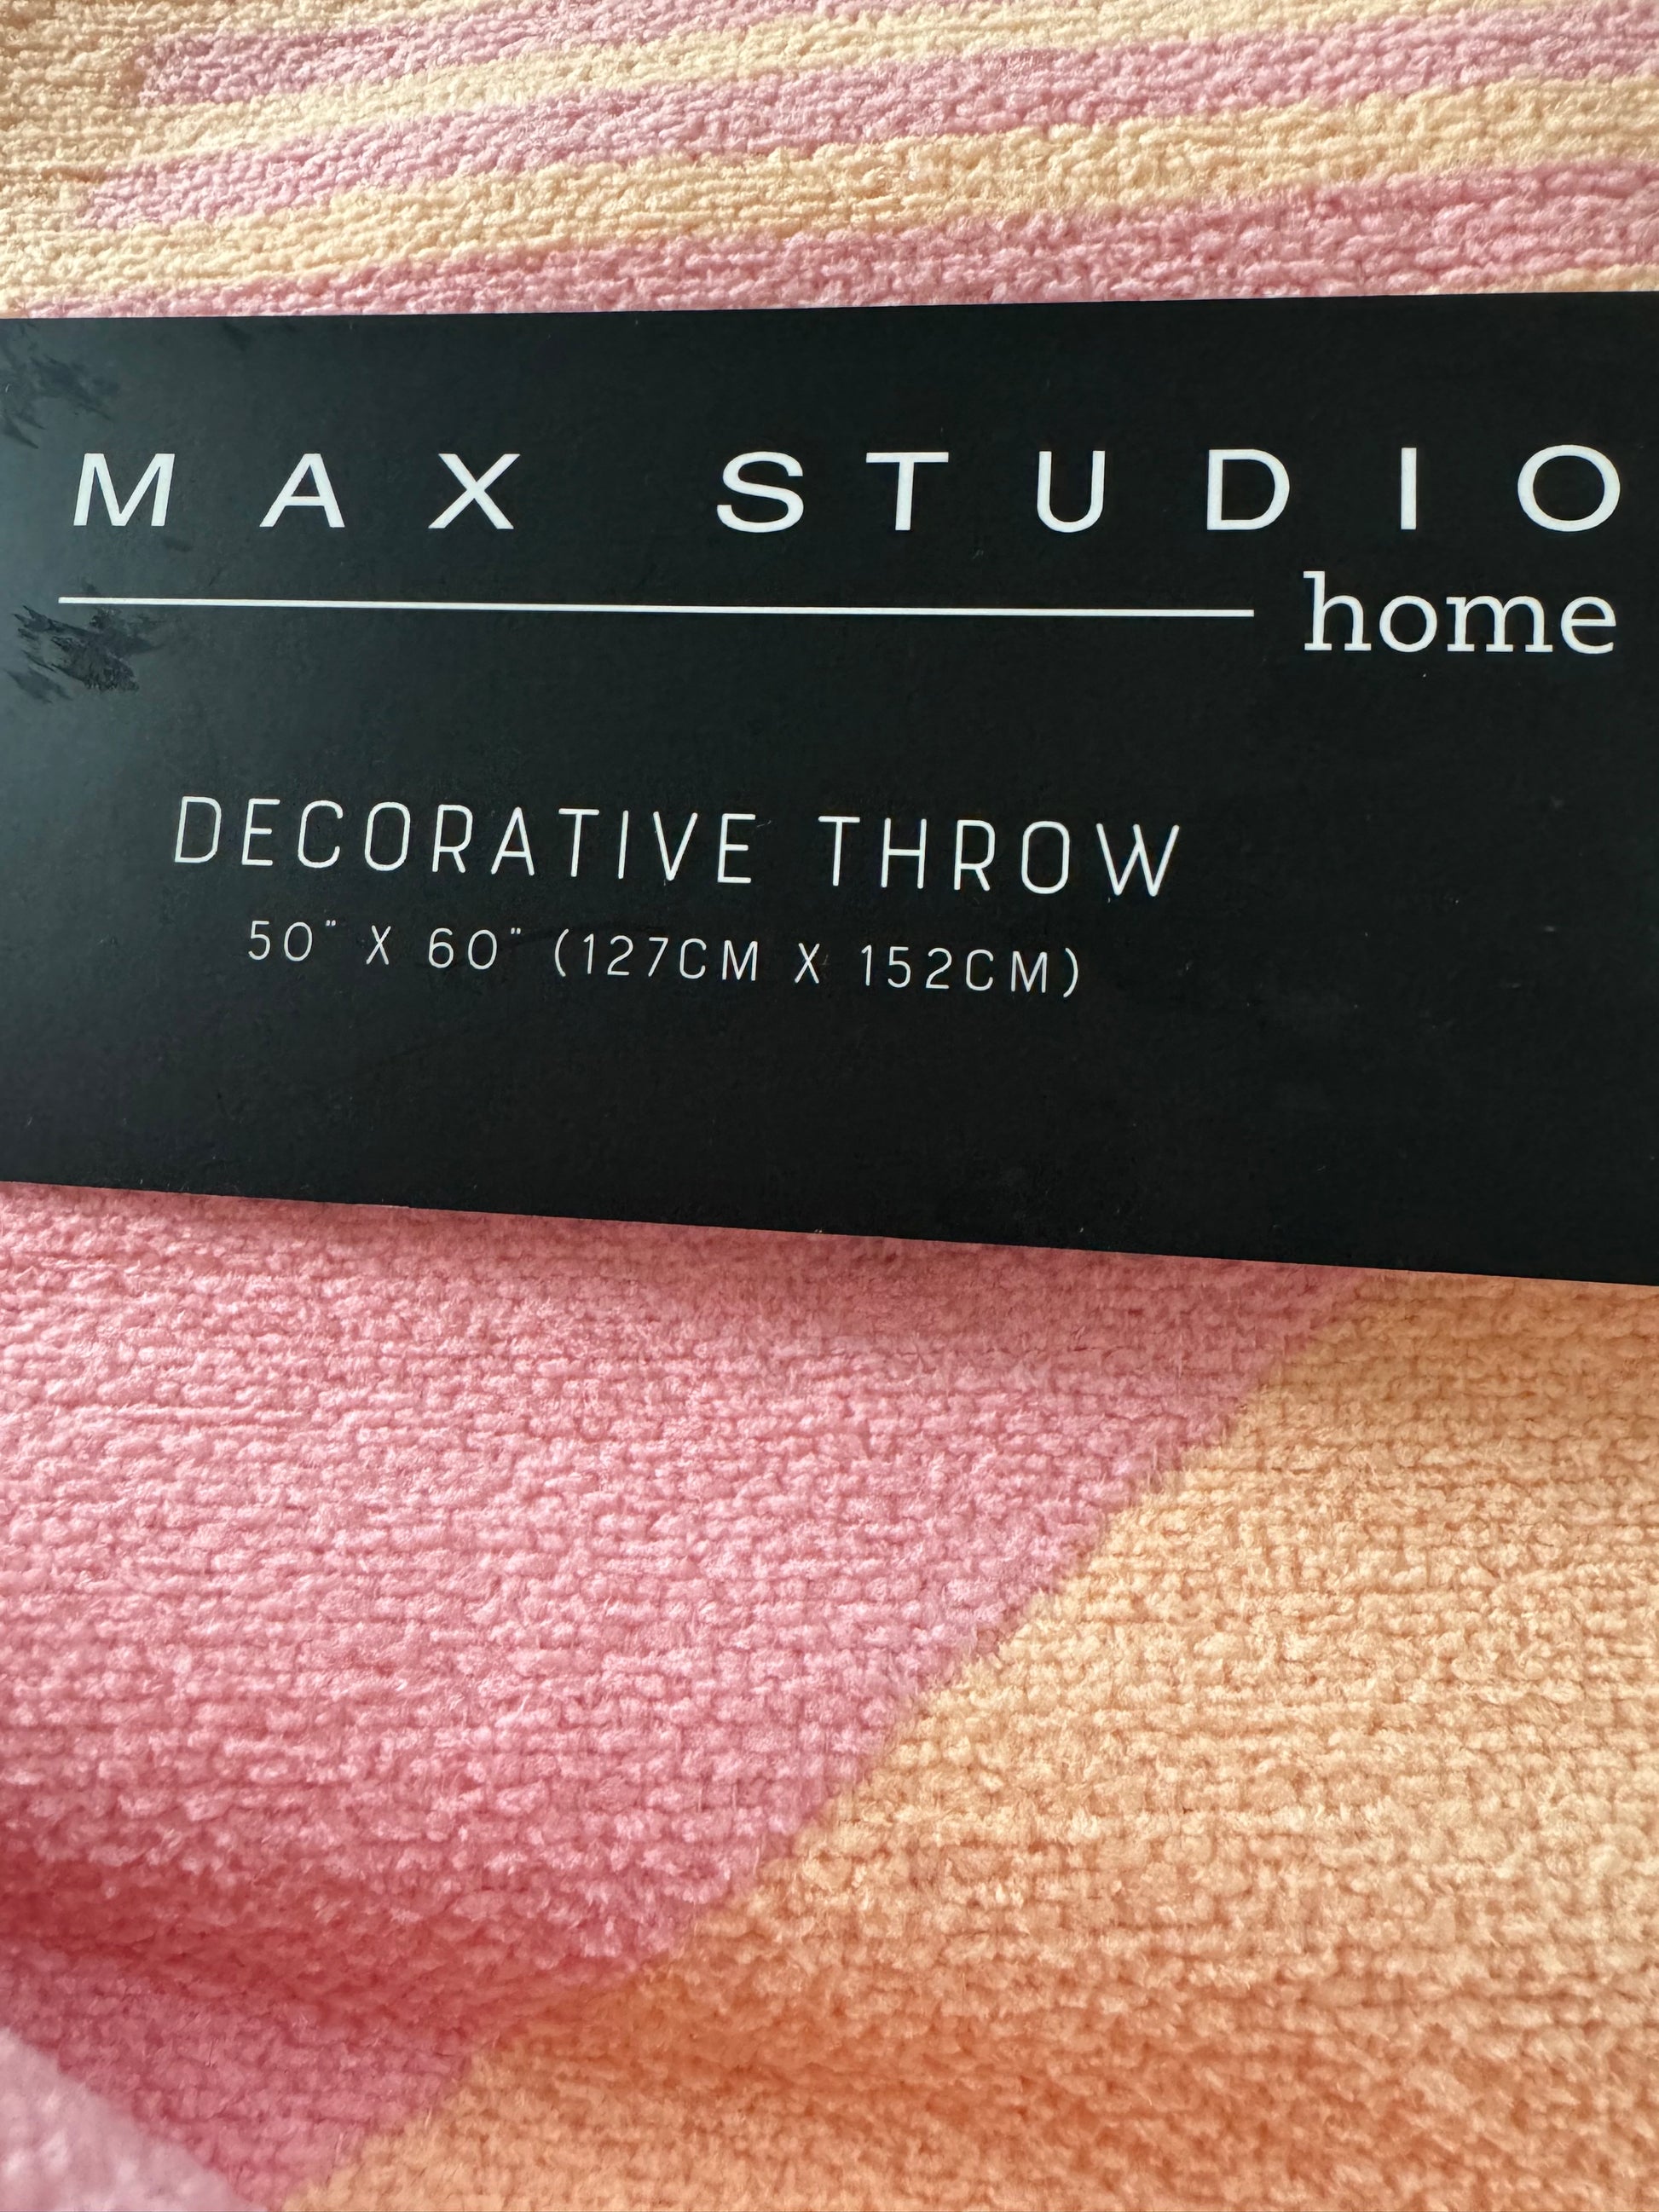 MAX STUDIO
home
DECORATIVE THROW
50" X 60" (127CM X 152CM)